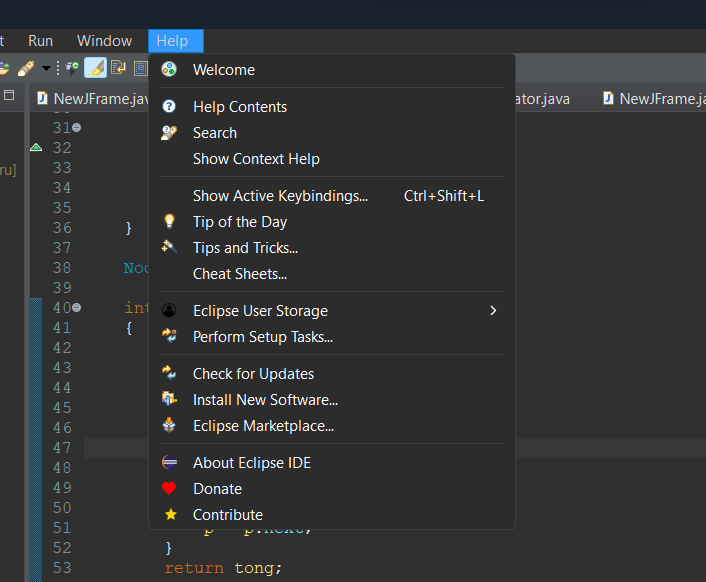 Run Window Help
Welcome
NewJFrame.jav ator.java NewJFrame.ja
Help Contents
31
Search
32
ru]
Show Context Help
33
34
Show Active Keybindings... Ctrl+Shift+L
35
Tip of the Day
36 }
Tips and Tricks...
37
38 Noc
Cheat Sheets...
39
40 int
Eclipse User Storage
41 {
Perform Setup Tasks...
42
43
Check for Updates
44
Install New Software...
45
46
Eclipse Marketplace...
47
About Eclipse IDE
48
49
Donate
50
Contribute
51
52 }
53 return tong;